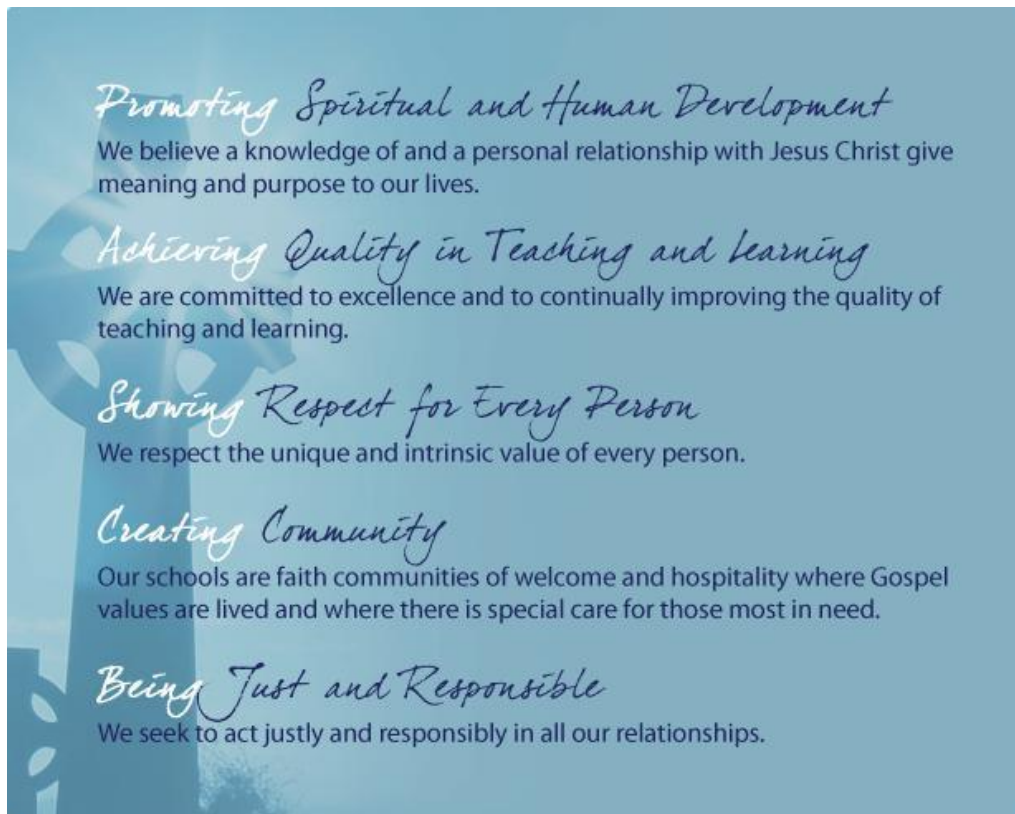 Promoting Spiritual and Human Development
We believe a knowledge of and a personal relationship with Jesus Christ give
meaning and purpose to our lives.
Achieving Quality in Teaching and Learning
We are committed to excellence and to continually improving the quality of
teaching and learning.
Showing Respect for Every Person
We respect the unique and intrinsic value of every person.
Creating Community
Our schools are faith communities of welcome and hospitality where Gospel
values are lived and where there is special care for those most in need.
Being Just and Responsible
We seek to act justly and responsibly in all our relationships.